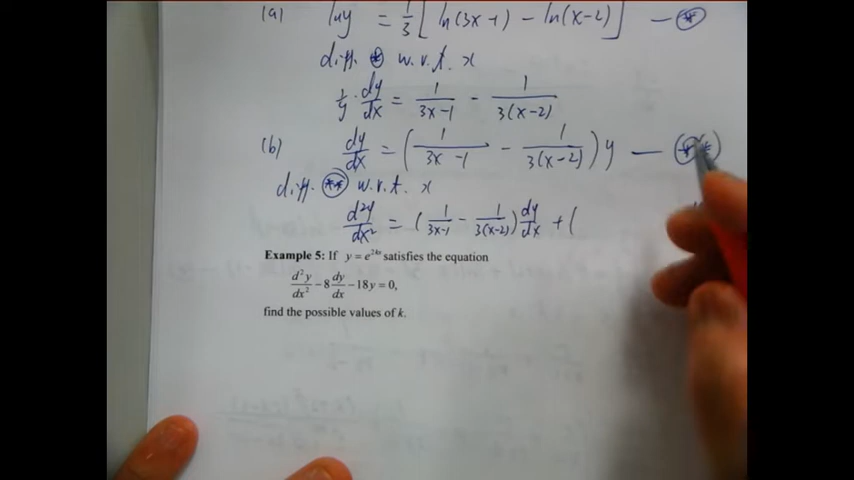 (a) ln y = 1/3 [ ln(3x-1) - ln(x-2) ] — (*)
diff. (*) w.r.t. x
1/y · dy/dx = 1/(3x-1) - 1/(3(x-2))
(b) dy/dx = ( 1/(3x-1) - 1/(3(x-2)) ) y — (**)
diff. (**) w.r.t. x
d²y/dx² = ( 1/(3x-1) - 1/(3(x-2)) ) dy/dx + (
Example 5: If y = e^{2kx} satisfies the equation
d²y/dx² - 8 dy/dx - 18y = 0,
find the possible values of k.